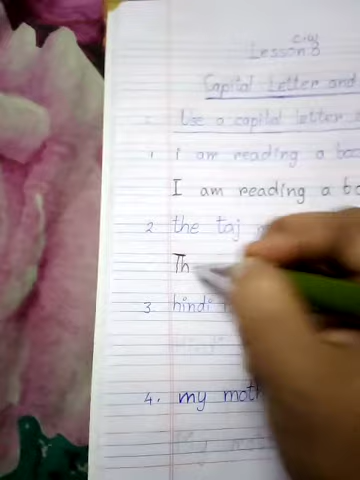 C.W
Lesson 8
Capital Letter and
Use a capital letter
1. i am reading a boo
I am reading a bo
2. the taj
Th
3. hindi
4. my moth